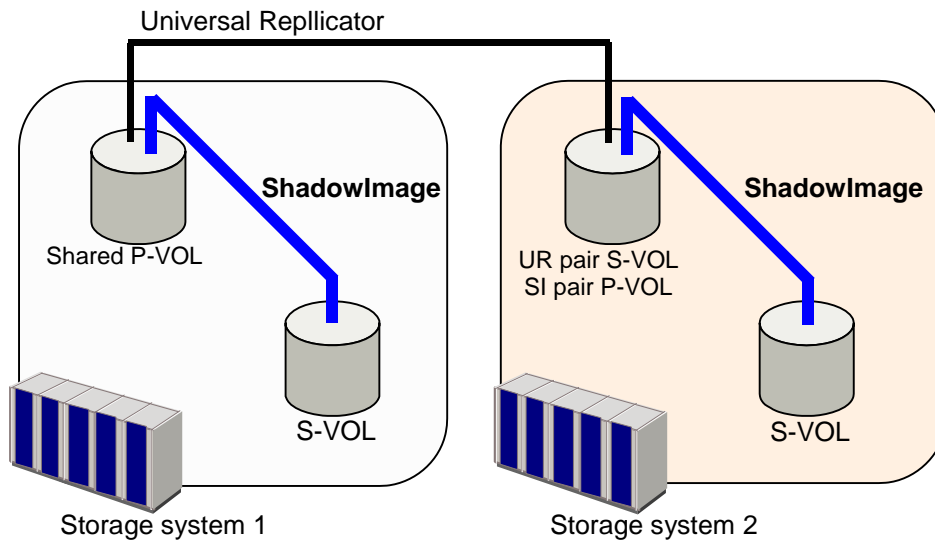 Universal Repllicator
ShadowImage
ShadowImage
Shared P-VOL
UR pair S-VOL
SI pair P-VOL
S-VOL
S-VOL
Storage system 1
Storage system 2